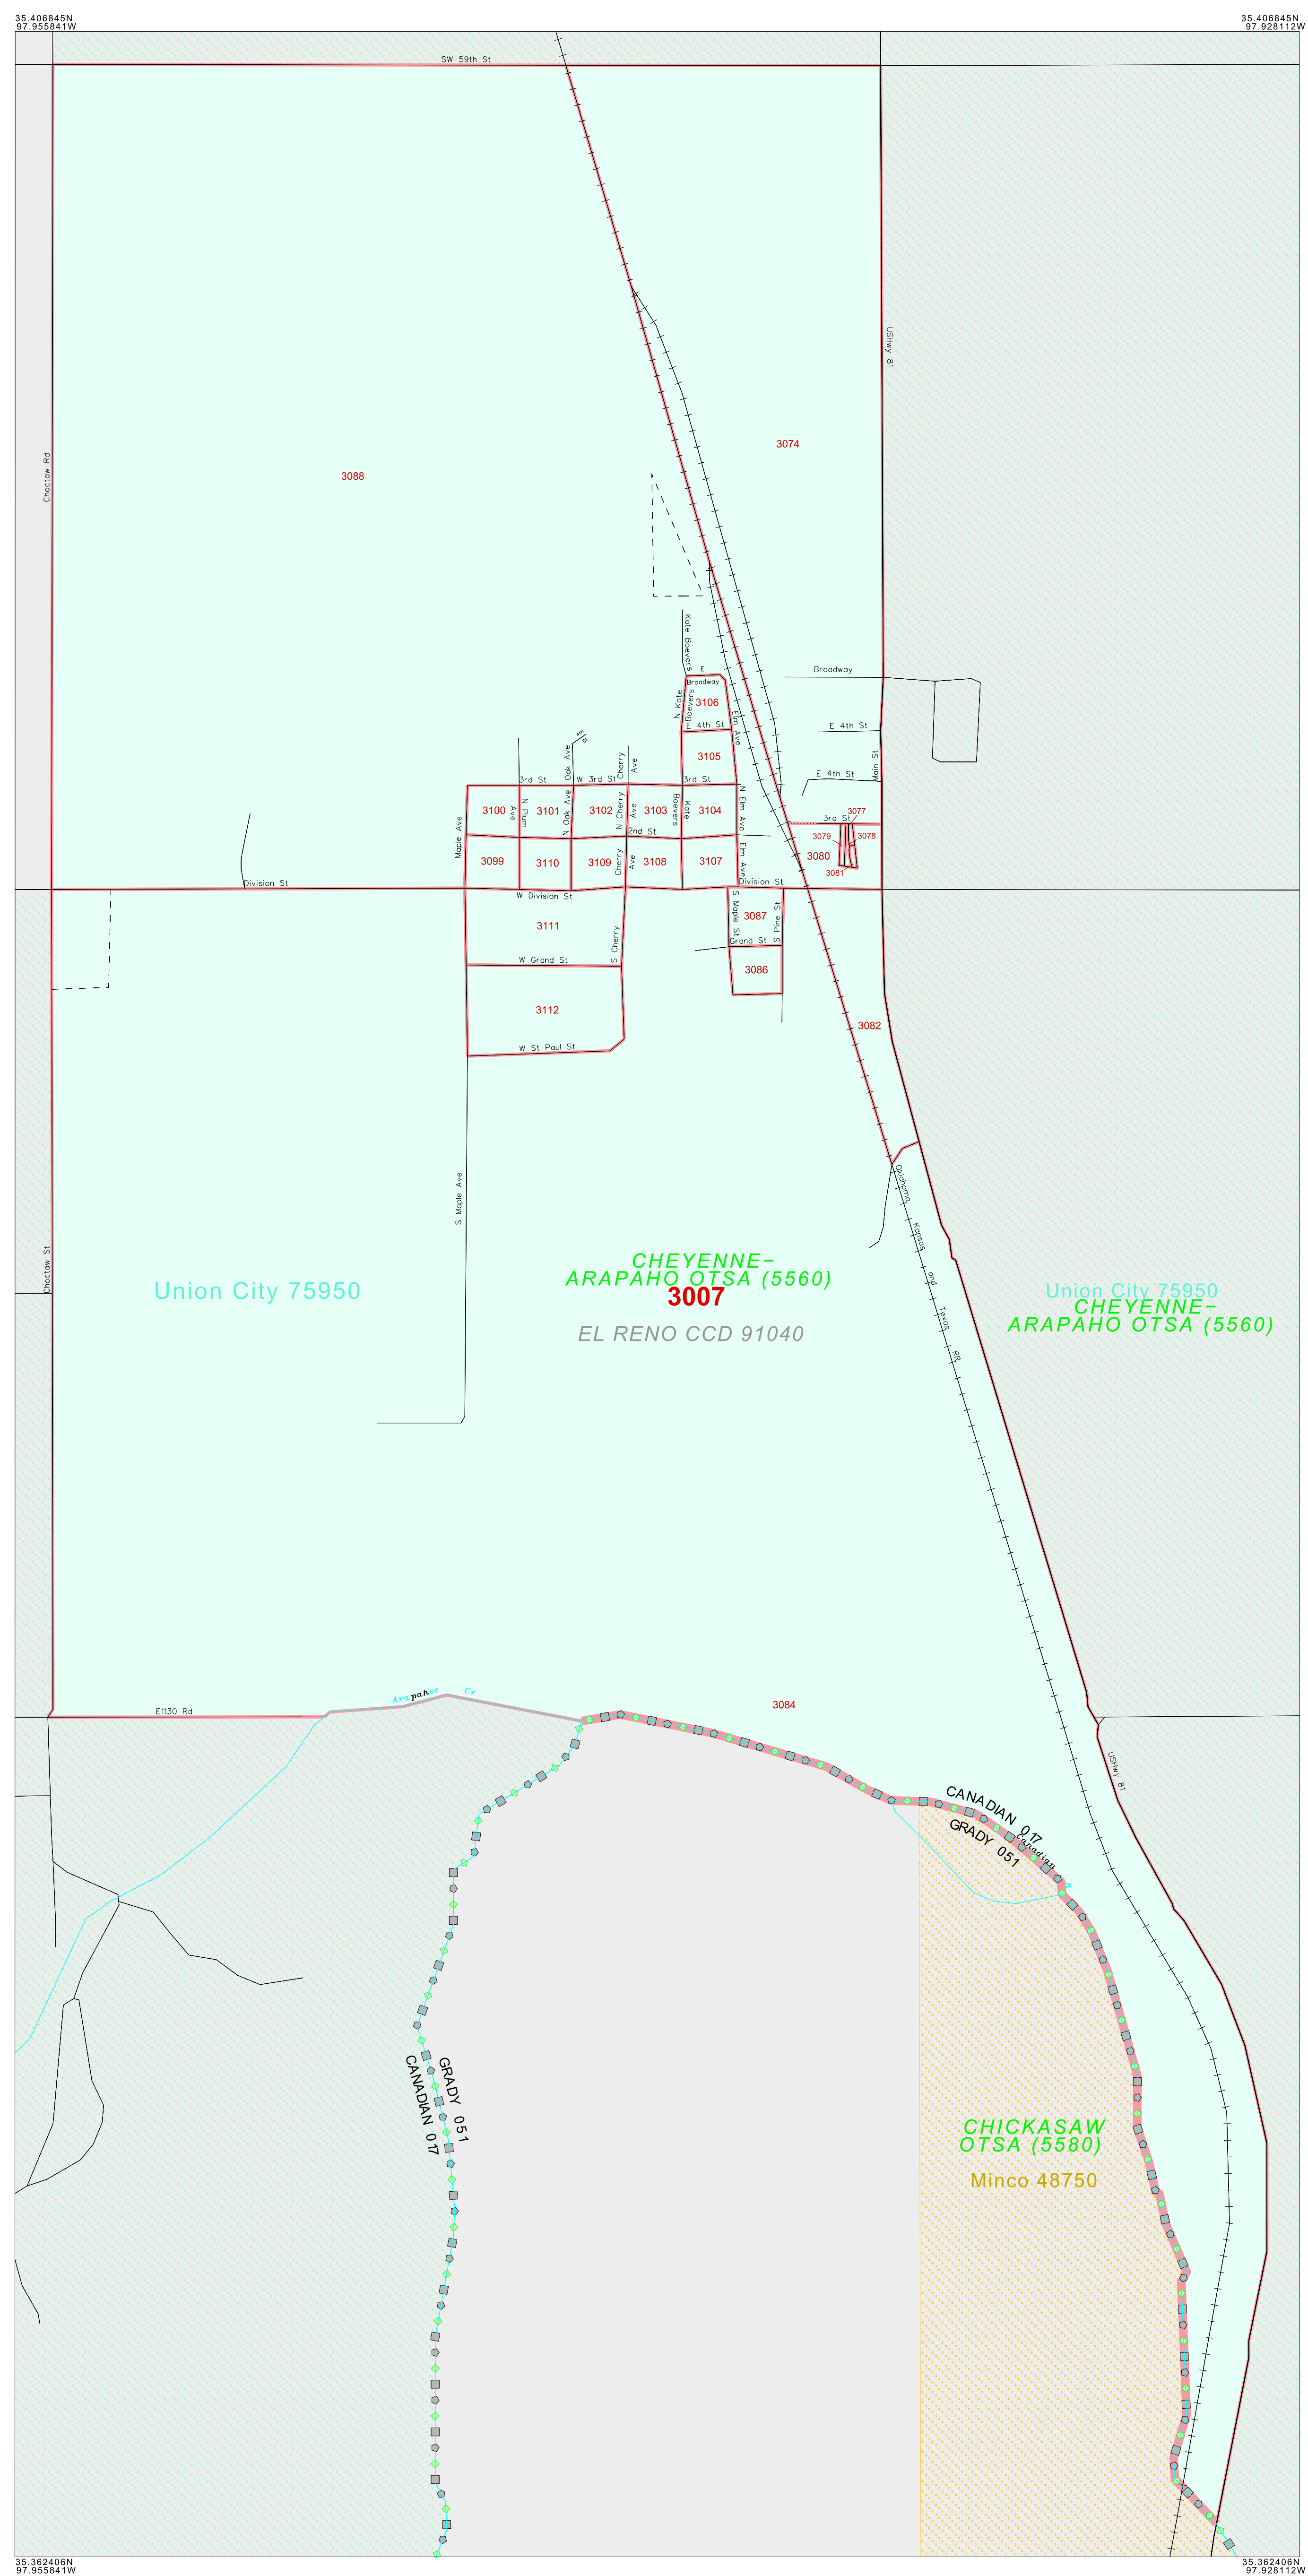 35.406845N
97.955841W
35.406845N
97.928112W
SW 59th St
USHwy 81
Choctaw Rd
3088
3074
Kate Boevers
E
Broadway
Broadway
N Kate
Boevers
3106
Elm Ave
E 4th St
E 4th St
3105
4th
St
Oak Ave
Cherry
Ave
Main St
E 4th St
3rd St
W 3rd St
3rd St
3100
N Plum
Ave
3101
N Oak Ave
3102
N Cherry
Ave
3103
Boevers
Kate
3104
N Elm Ave
3077
3rd St
3079
3078
3080
3081
Maple Ave
2nd St
3099
3110
3109
Cherry
Ave
3108
3107
Elm Ave
Division St
W Division St
Division St
3111
S Cherry
S Maple St
3087
S Pine St
Grand St
W Grand St
3086
3112
3082
W St Paul St
S Maple Ave
Choctaw St
Oklahoma Kansas and Texas RR
Union City 75950
CHEYENNE-
ARAPAHO OTSA (5560)
3007
EL RENO CCD 91040
Union City 75950
CHEYENNE-
ARAPAHO OTSA (5560)
Arapahoe Cr
3084
E1130 Rd
USHwy 81
CANADIAN 017
Canadian R
GRADY 051
GRADY 051
CANADIAN 017
CHICKASAW
OTSA (5580)
Minco 48750
35.362406N
97.955841W
35.362406N
97.928112W